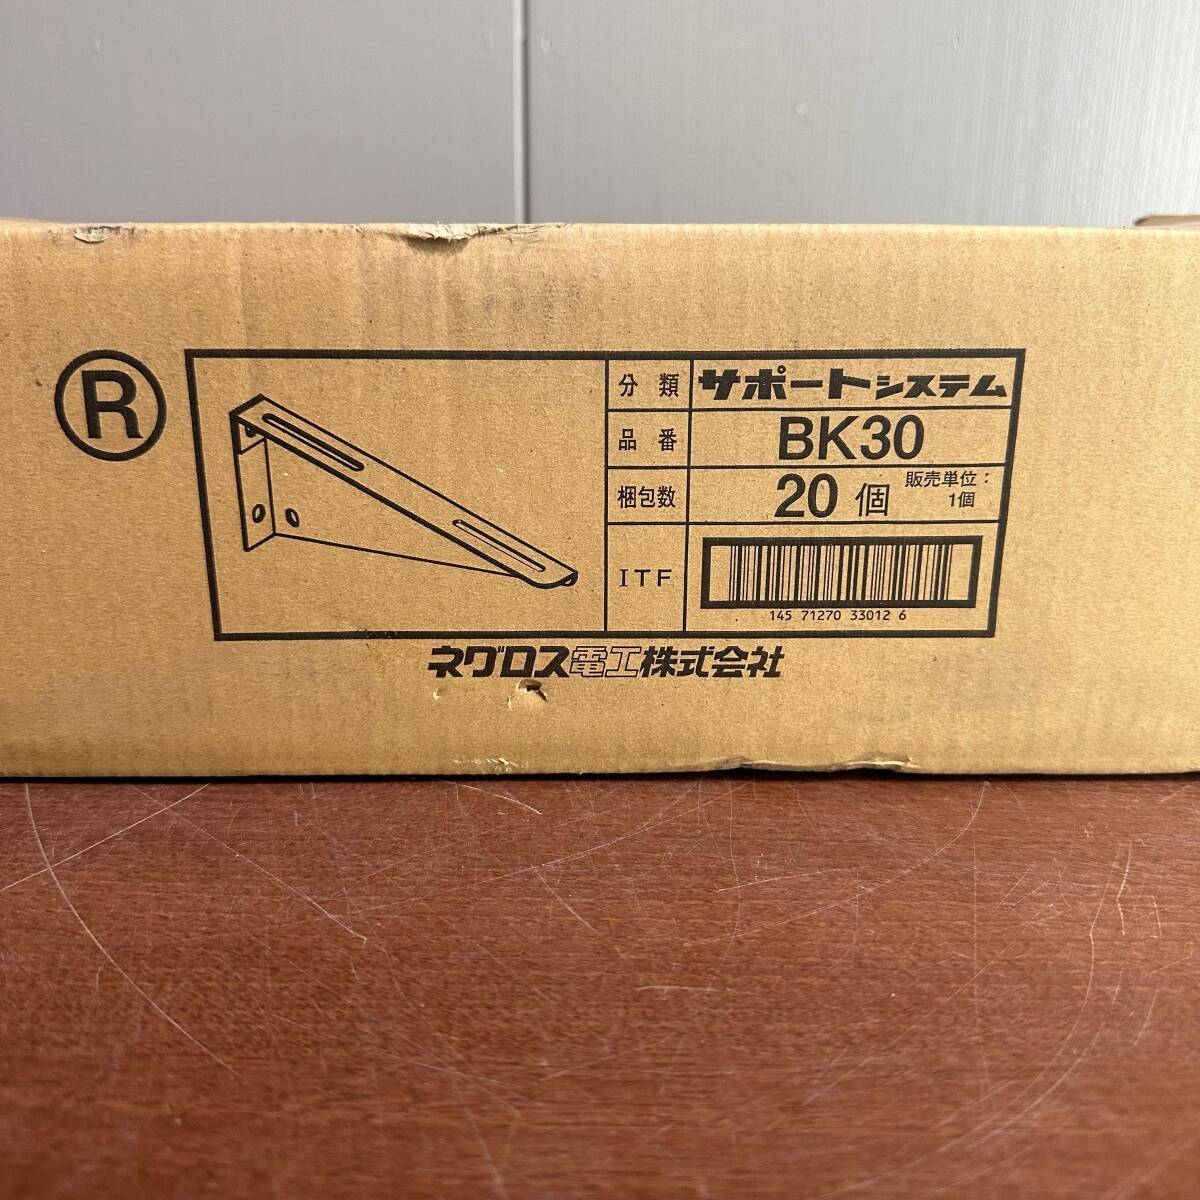 R
分類 サポートシステム
品番 BK30
梱包数 20個 販売単位：1個
ITF
145 71270 33012 6
ネグロス電工株式会社